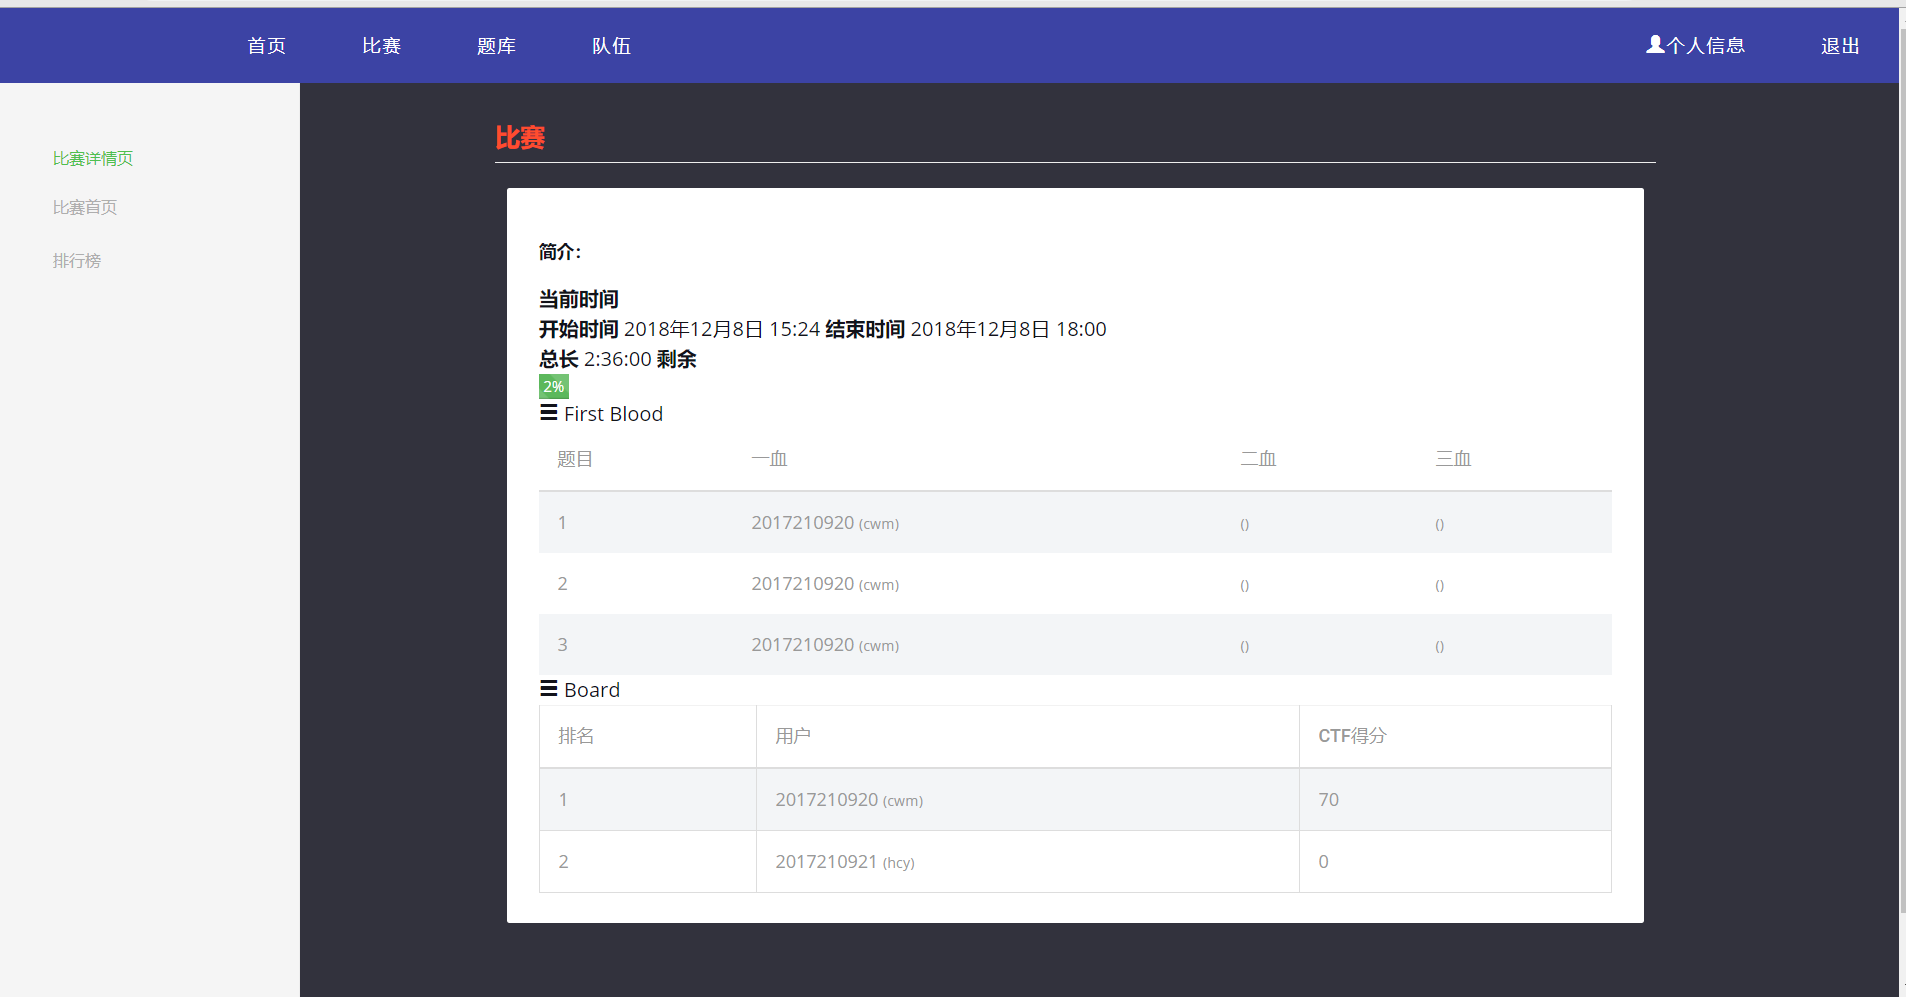 首页 比赛 题库 队伍 个人信息 退出
比赛详情页
比赛首页
排行榜
比赛
简介：
当前时间
开始时间 2018年12月8日 15:24 结束时间 2018年12月8日 18:00
总长 2:36:00 剩余
2%
First Blood
题目 一血 二血 三血
1 2017210920 (cwm) () ()
2 2017210920 (cwm) () ()
3 2017210920 (cwm) () ()
Board
排名 用户 CTF得分
1 2017210920 (cwm) 70
2 2017210921 (hcy) 0